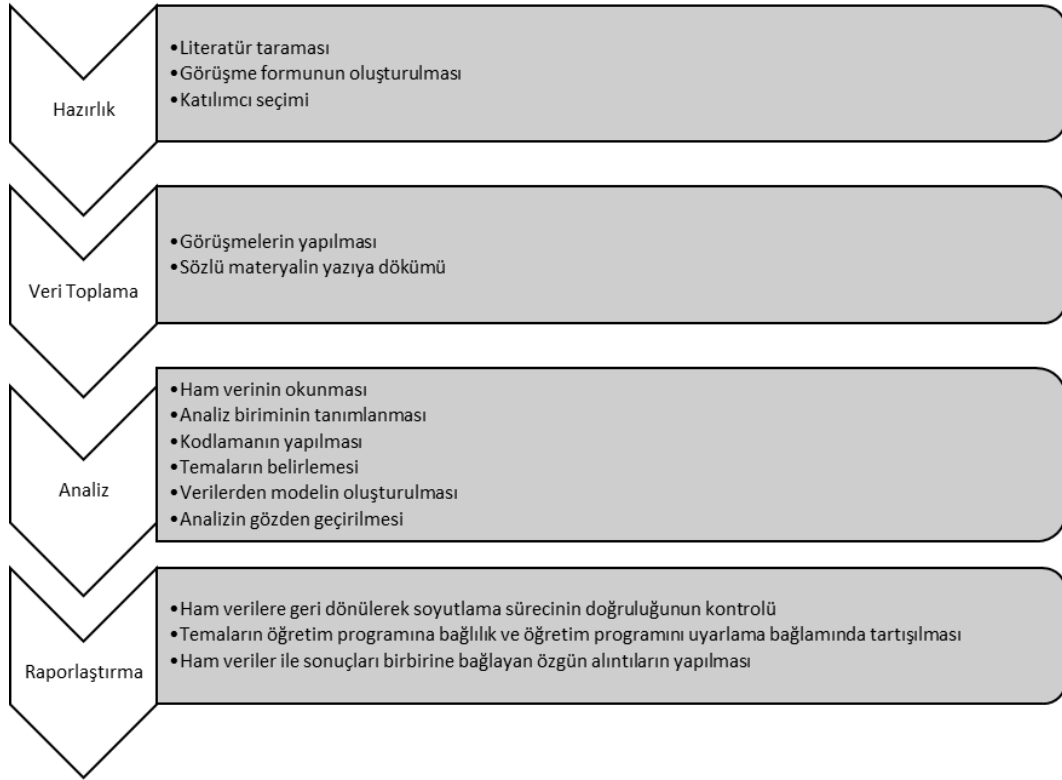 Hazırlık
•Literatür taraması
•Görüşme formunun oluşturulması
•Katılımcı seçimi
Veri Toplama
•Görüşmelerin yapılması
•Sözlü materyalin yazıya dökümü
Analiz
•Ham verinin okunması
•Analiz biriminin tanımlanması
•Kodlamanın yapılması
•Temaların belirlemesi
•Verilerden modelin oluşturulması
•Analizin gözden geçirilmesi
Raporlaştırma
•Ham verilere geri dönülerek soyutlama sürecinin doğruluğunun kontrolü
•Temaların öğretim programına bağlılık ve öğretim programını uyarlama bağlamında tartışılması
•Ham veriler ile sonuçları birbirine bağlayan özgün alıntıların yapılması